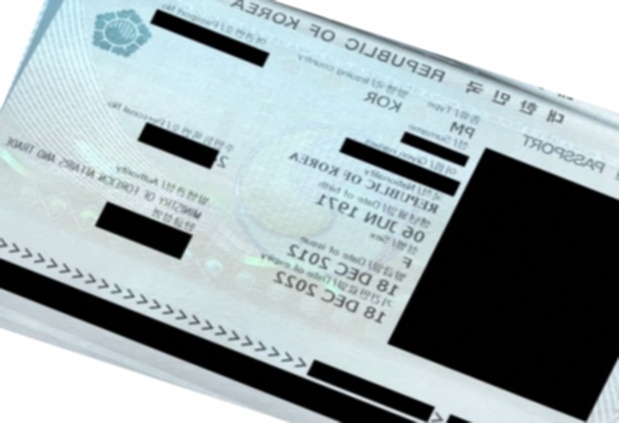 대한민국 REPUBLIC OF KOREA
PASSPORT
종류/Type
PM
발행국/Issuing country
KOR
여권번호/Passport No.
성/Surname
이름/Given names
국적/Nationality
REPUBLIC OF KOREA
생년월일/Date of birth
06 JUN 1971
주민등록번호/Personal No.
2
성별/Sex
F
발급일/Date of issue
18 DEC 2012
기간만료일/Date of expiry
18 DEC 2022
발행관청/Authority
MINISTRY OF FOREIGN AFFAIRS AND TRADE
한글성명
<<<<<<<<<<<<<<<<<<<<<<<<